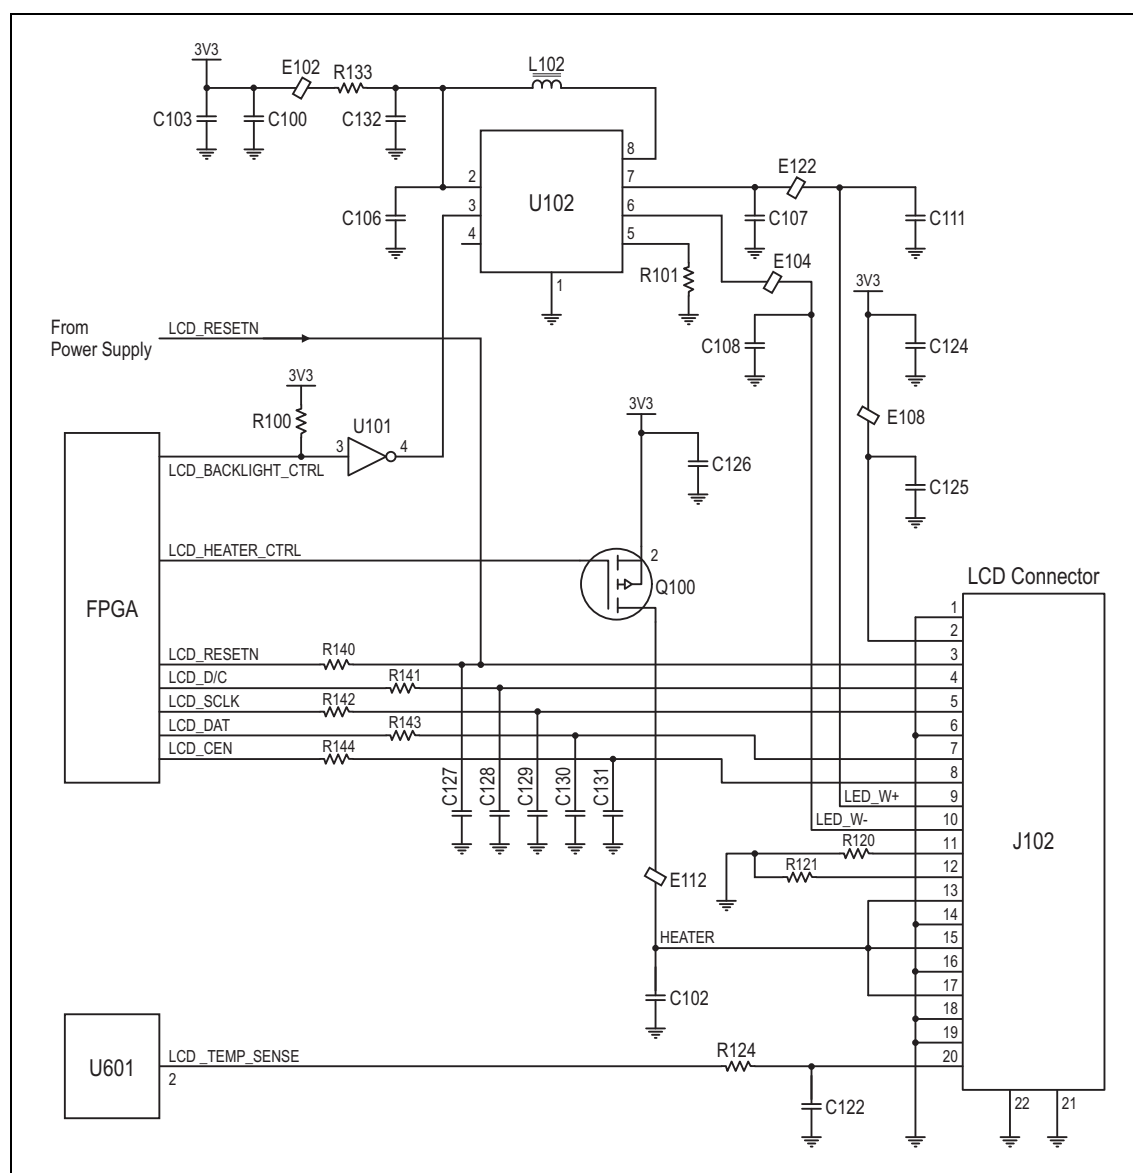 3V3
E102
R133
L102
C103
C100
C132
8
E122
2
7
U102
3
6
C106
C107
C111
4
5
E104
R101
3V3
1
From
Power Supply
LCD_RESETN
C108
C124
3V3
3V3
R100
U101
E108
3
4
LCD_BACKLIGHT_CTRL
C126
C125
LCD_HEATER_CTRL
2
Q100
LCD Connector
FPGA
1
2
LCD_RESETN
R140
3
LCD_D/C
R141
4
LCD_SCLK
R142
5
LCD_DAT
R143
6
7
LCD_CEN
R144
8
C127
C128
C129
C130
C131
LED_W+
9
LED_W-
10
R120
11
J102
R121
12
E112
13
14
HEATER
15
16
C102
17
18
19
U601
LCD _TEMP_SENSE
2
R124
20
C122
22
21